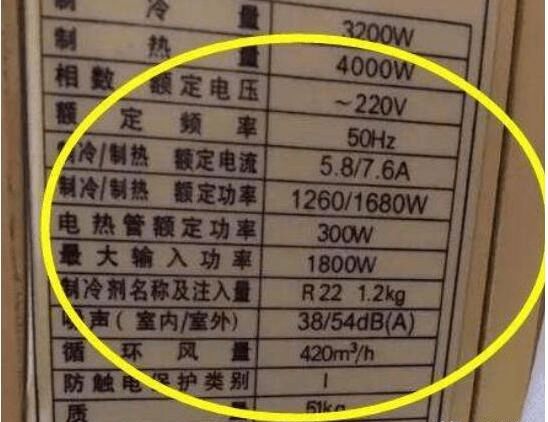 制 冷 量 3200W
制 热 量 4000W
相数 额定电压 ~220V
额 定 频 率 50Hz
制冷/制热 额定电流 5.8/7.6A
制冷/制热 额定功率 1260/1680W
电热管额定功率 300W
最大输入功率 1800W
制冷剂名称及注入量 R22 1.2kg
噪声(室内/室外) 38/54dB(A)
循 环 风 量 420m³/h
防触电保护类别 I
质 51kg